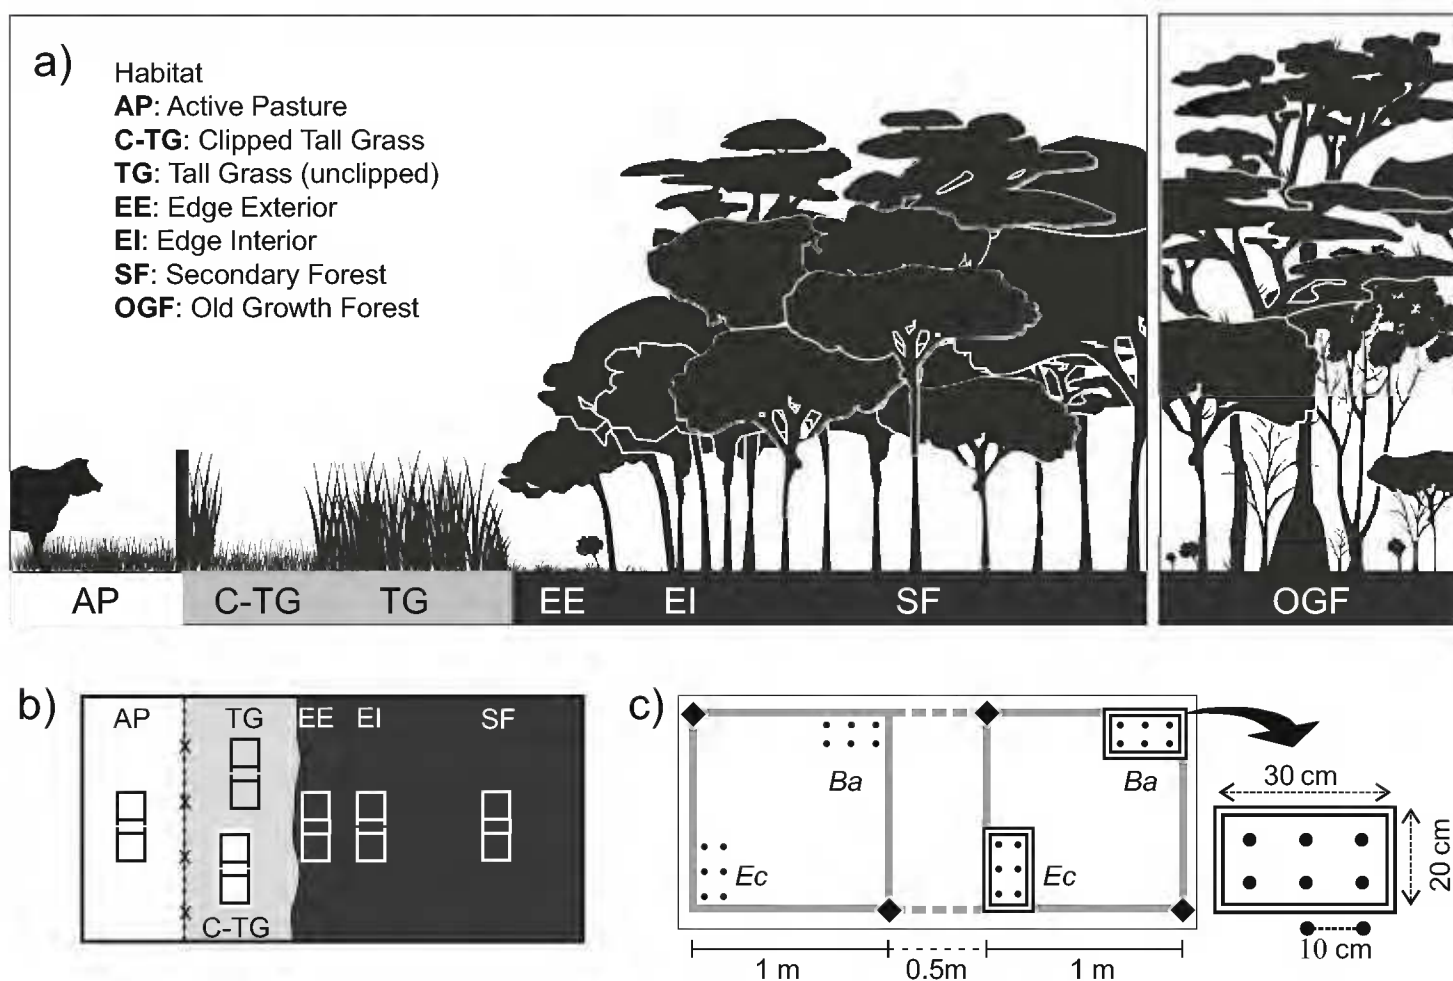 a)
Habitat
AP: Active Pasture
C-TG: Clipped Tall Grass
TG: Tall Grass (unclipped)
EE: Edge Exterior
EI: Edge Interior
SF: Secondary Forest
OGF: Old Growth Forest
AP C-TG TG EE EI SF OGF
b)
AP TG EE EI SF
C-TG
c)
Ba Ba
Ec Ec
30 cm
20 cm
10 cm
1 m 0.5m 1 m